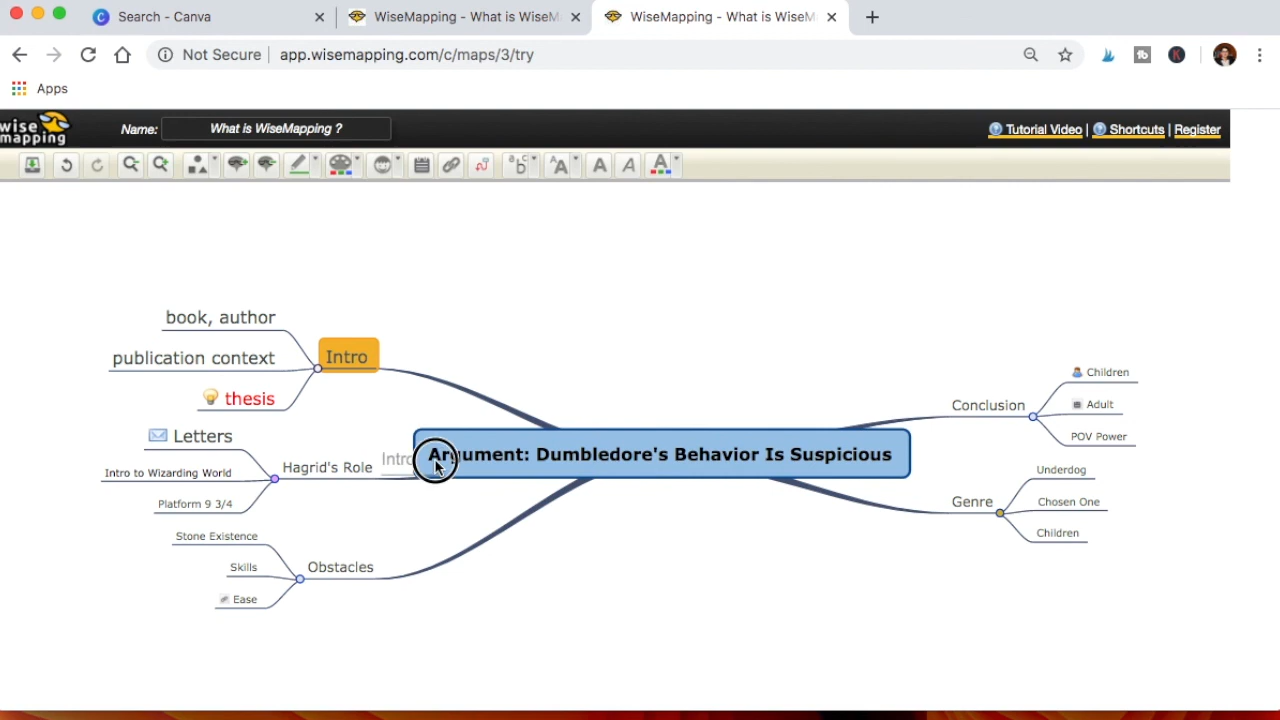 Search - Canva
WiseMapping - What is WiseM
WiseMapping - What is WiseM
Not Secure
app.wisemapping.com/c/maps/3/try
Apps
wise mapping
Name:
What is WiseMapping ?
Tutorial Video | Shortcuts | Register
book, author
publication context
Intro
thesis
Letters
Intro to Wizarding World
Platform 9 3/4
Hagrid's Role
Intro
Argument: Dumbledore's Behavior Is Suspicious
Stone Existence
Skills
Ease
Obstacles
Conclusion
Children
Adult
POV Power
Genre
Underdog
Chosen One
Children